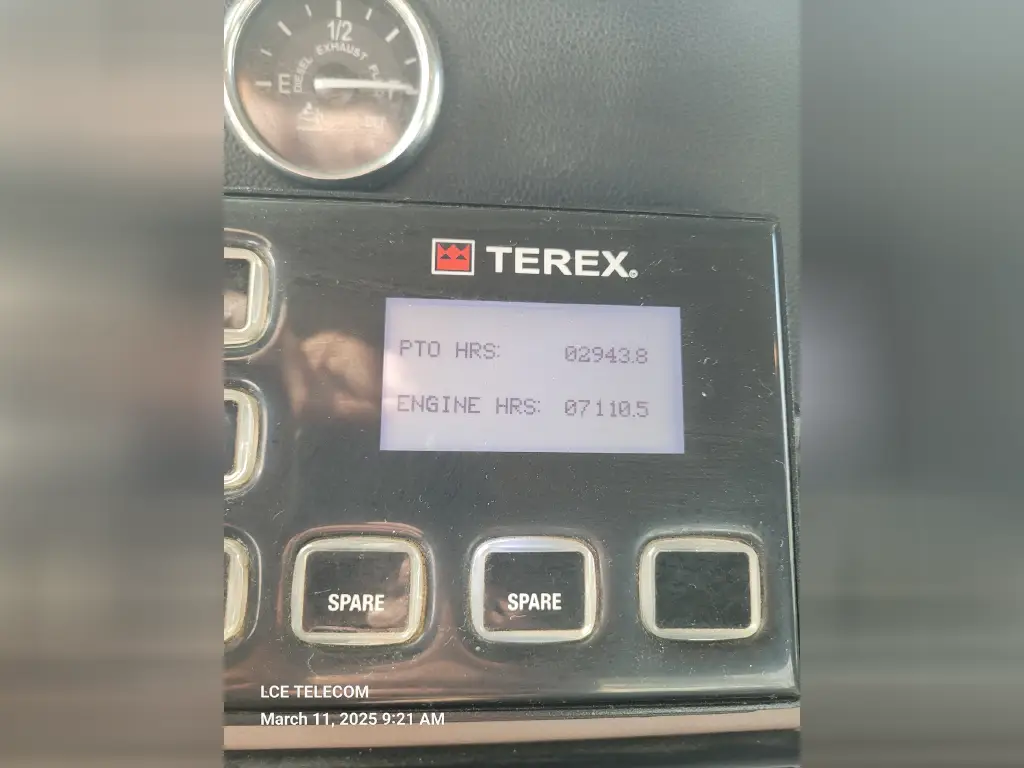 1/2
DIESEL EXHAUST
E
TEREX
PTO HRS: 02943.8
ENGINE HRS: 07110.5
SPARE
SPARE
LCE TELECOM
March 11, 2025 9:21 AM